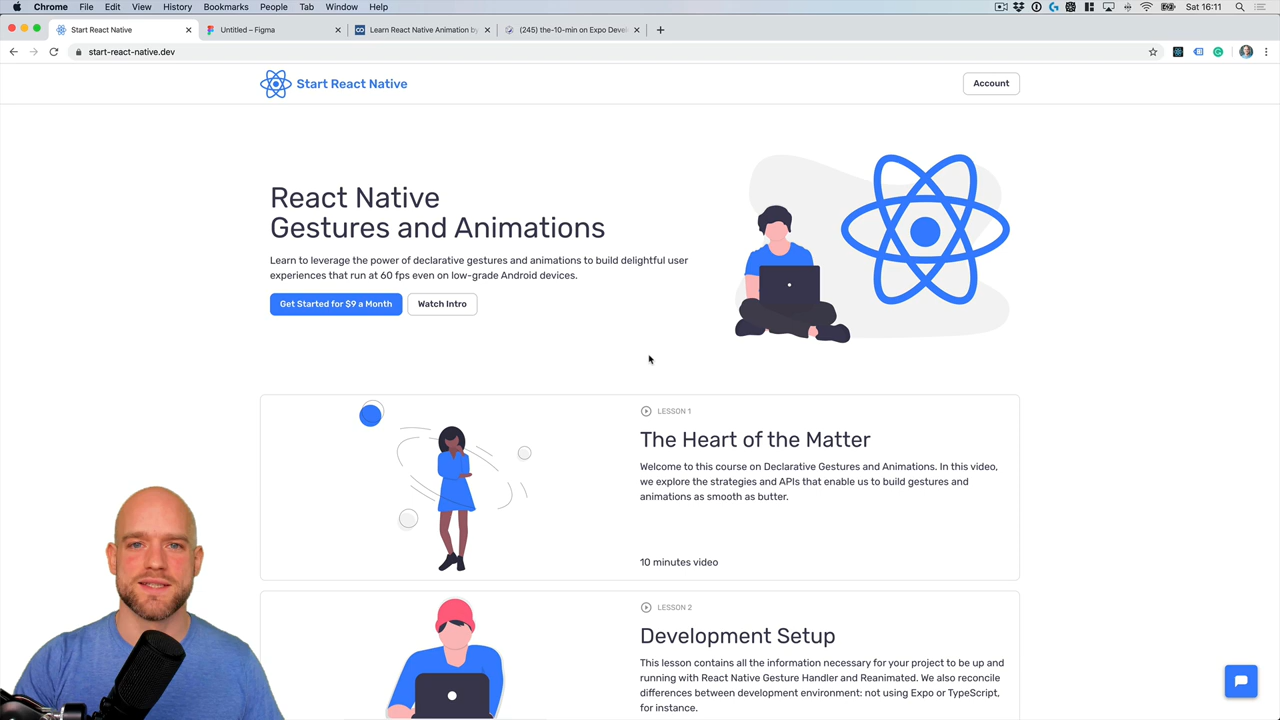 Chrome File Edit View History Bookmarks People Tab Window Help Sat 16:11
Start React Native Untitled – Figma Learn React Native Animation by (245) the-10-min on Expo Deve
start-react-native.dev
Start React Native Account
React Native
Gestures and Animations
Learn to leverage the power of declarative gestures and animations to build delightful user
experiences that run at 60 fps even on low-grade Android devices.
Get Started for $9 a Month Watch Intro
LESSON 1
The Heart of the Matter
Welcome to this course on Declarative Gestures and Animations. In this video,
we explore the strategies and APIs that enable us to build gestures and
animations as smooth as butter.
10 minutes video
LESSON 2
Development Setup
This lesson contains all the information necessary for your project to be up and
running with React Native Gesture Handler and Reanimated. We also reconcile
differences between development environment: not using Expo or TypeScript,
for instance.